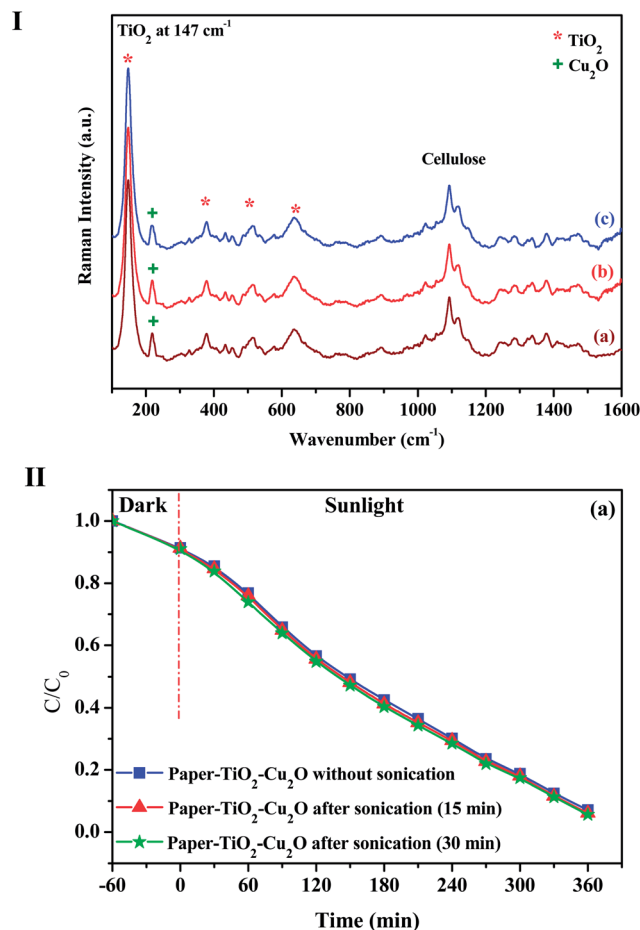 I
TiO₂ at 147 cm⁻¹
* TiO₂
+ Cu₂O
*
+
*
*
*
Cellulose
(c)
+
(b)
+
(a)
Raman Intensity (a.u.)
200 400 600 800 1000 1200 1400 1600
Wavenumber (cm⁻¹)
II
Dark
Sunlight
(a)
1.0
0.8
0.6
0.4
0.2
0.0
C/C₀
Paper-TiO₂-Cu₂O without sonication
Paper-TiO₂-Cu₂O after sonication (15 min)
Paper-TiO₂-Cu₂O after sonication (30 min)
-60 0 60 120 180 240 300 360
Time (min)